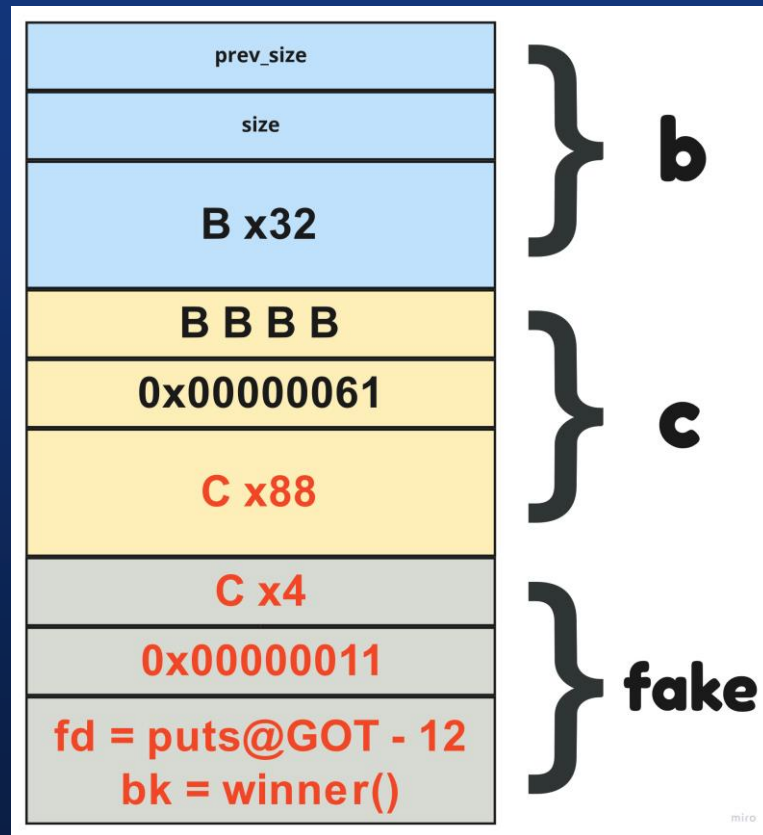 prev_size
size
B x32
b
B B B B
0x00000061
C x88
c
C x4
0x00000011
fd = puts@GOT - 12
bk = winner()
fake
miro